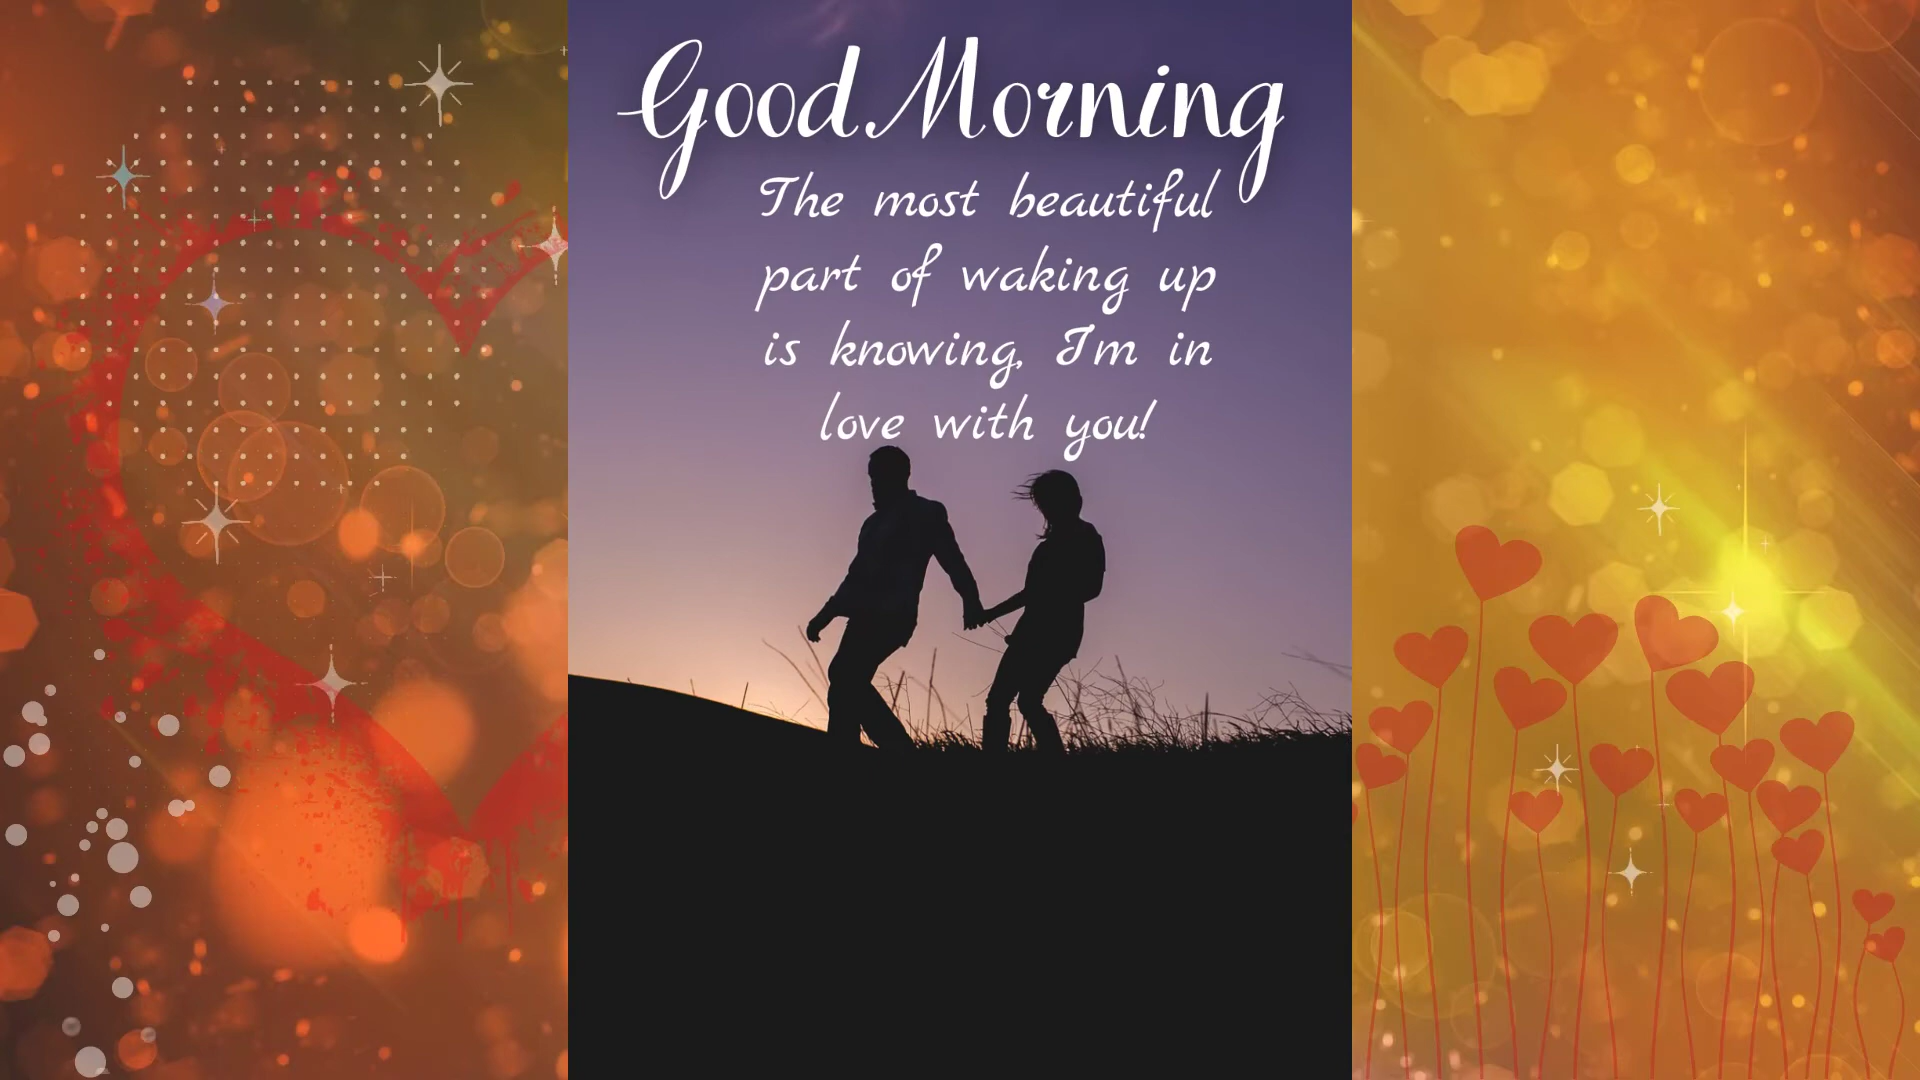 Good Morning
The most beautiful
part of waking up
is knowing, I'm in
love with you!